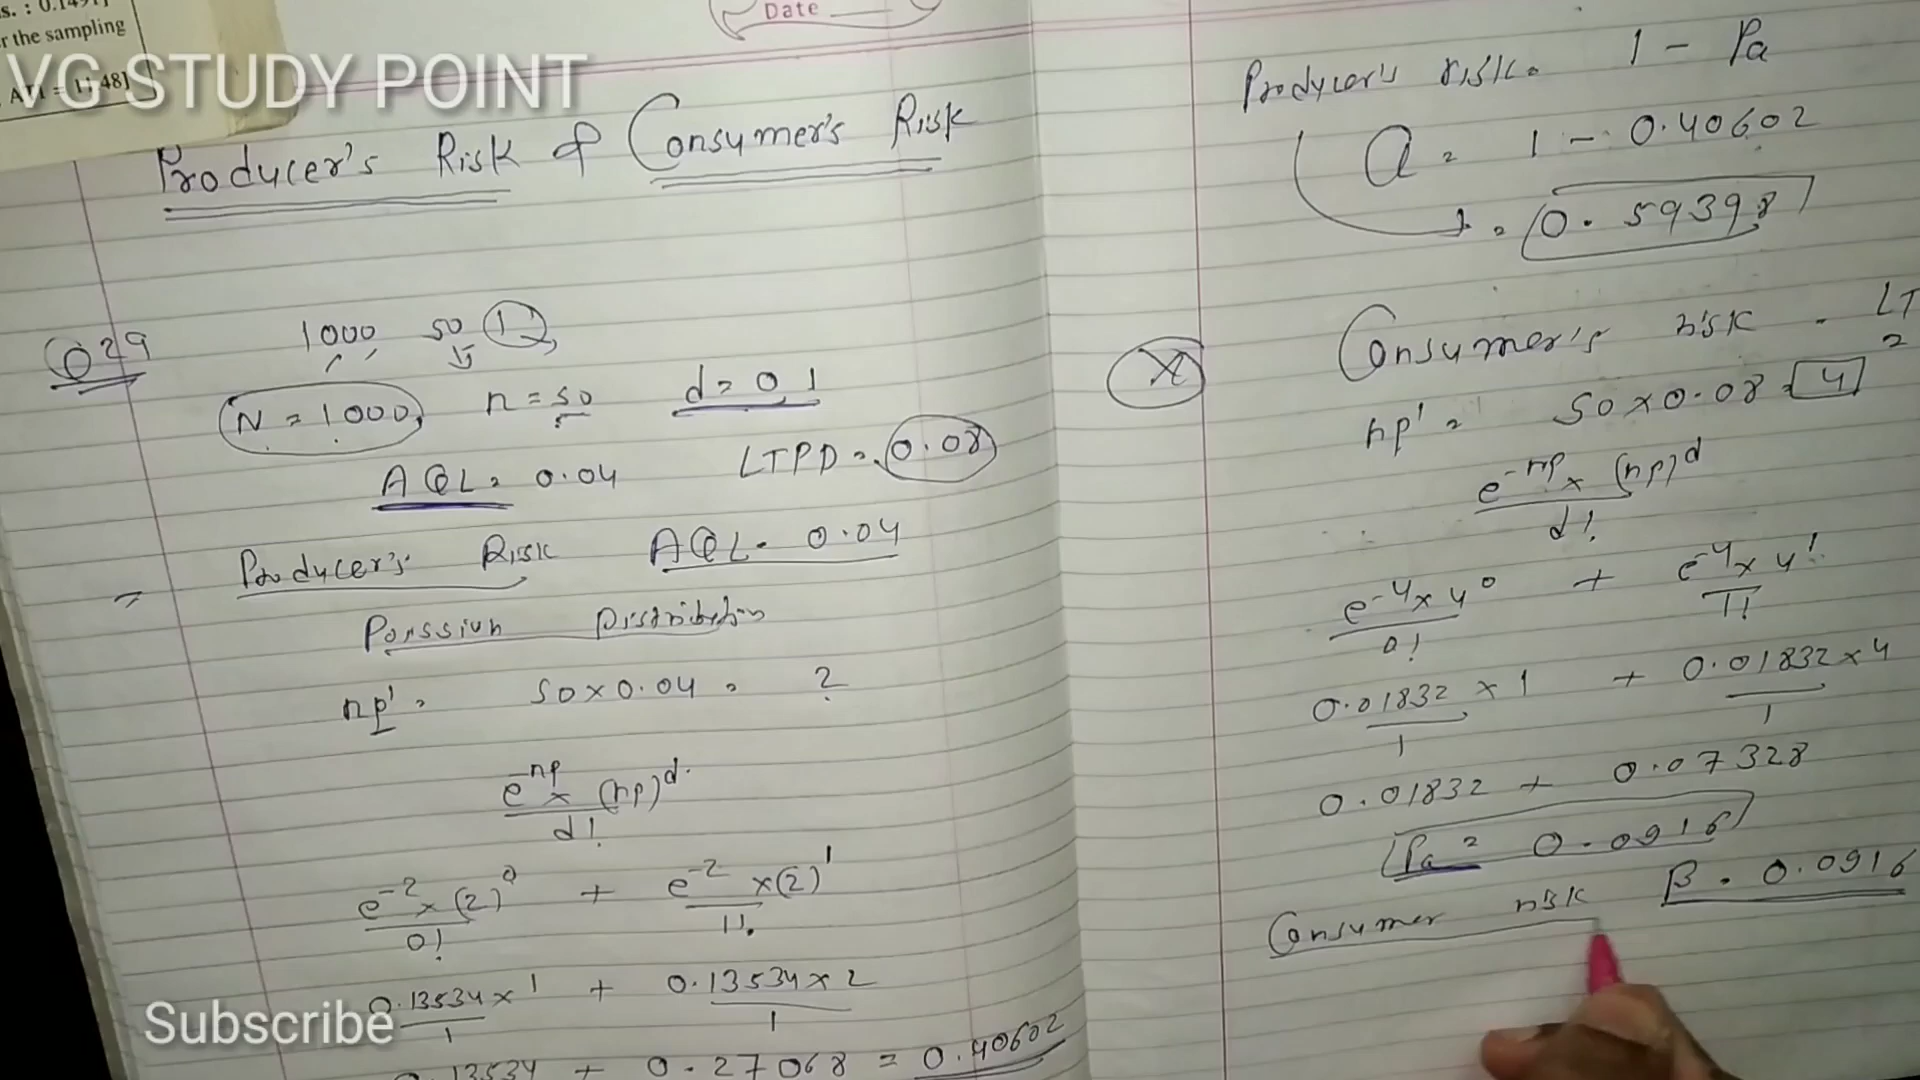 s. : 0.1491]
r the sampling
ATI = 11.48]
VG STUDY POINT
Date
Producer's Risk & Consumer's Risk
Q29
1000 50 1
N = 1000, n = 50 d = 0 1
AQL = 0.04 LTPD = 0.08
= Producer's Risk AQL = 0.04
Poission Distribution
np' = 50 x 0.04 = 2
e^-np x (np)^d
d!
e^-2 x (2)^0 + e^-2 x (2)^1
0! 1!
0.13534 x 1 + 0.13534 x 2
1 1
0.13534 + 0.27068 = 0.40602
Subscribe
Producer's risk = 1 - Pa
a = 1 - 0.40602
= 0.59398
Consumer's risk - LT
np' = 50 x 0.08 = 4
e^-np x (np)^d
d!
e^-4 x 4^0 + e^-4 x 4^1
0! 1!
0.01832 x 1 + 0.01832 x 4
1 1
0.01832 + 0.07328
Pa = 0.0916
Consumer risk β = 0.0916